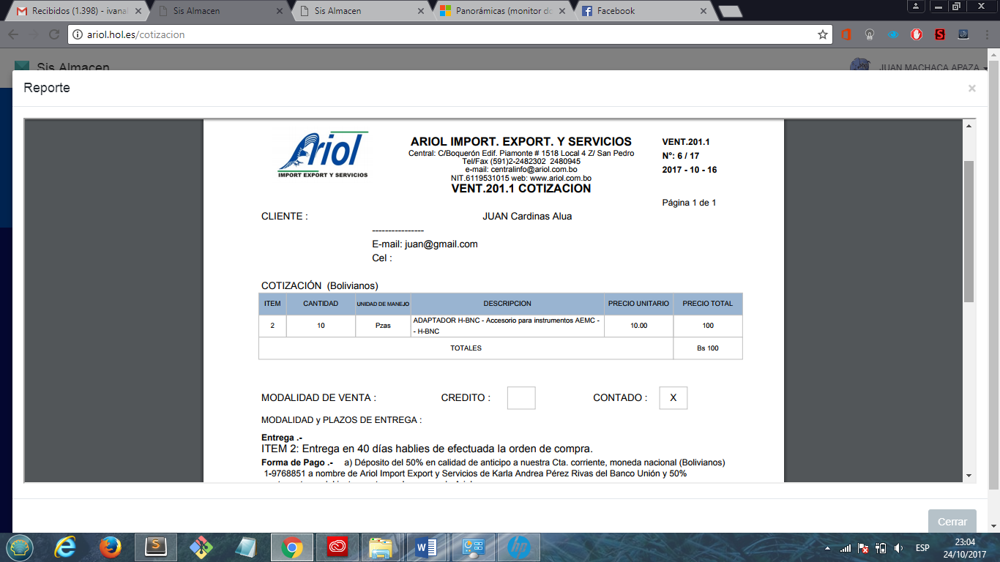 Recibidos (1.398) - ivanal
Sis Almacen
Sis Almacen
Panorámicas (monitor do
Facebook
ariol.hol.es/cotizacion
Sis Almacen
JUAN MACHACA APAZA
Reporte
×
Ariol
IMPORT EXPORT Y SERVICIOS
ARIOL IMPORT. EXPORT. Y SERVICIOS
Central: C/Boquerón Edif. Piamonte # 1518 Local 4 Z/ San Pedro
Tel/Fax (591)2-2482302 2480945
e-mail: centralinfo@ariol.com.bo
NIT.6119531015 web: www.ariol.com.bo
VENT.201.1 COTIZACION
VENT.201.1
N°: 6 / 17
2017 - 10 - 16
Página 1 de 1
CLIENTE : JUAN Cardinas Alua
----------------
E-mail: juan@gmail.com
Cel :
COTIZACIÓN (Bolivianos)
ITEM CANTIDAD UNIDAD DE MANEJO DESCRIPCION PRECIO UNITARIO PRECIO TOTAL
2 10 Pzas ADAPTADOR H-BNC - Accesorio para instrumentos AEMC - 10.00 100
- H-BNC
TOTALES Bs 100
MODALIDAD DE VENTA : CREDITO : CONTADO : X
MODALIDAD y PLAZOS DE ENTREGA :
Entrega .-
ITEM 2: Entrega en 40 días hablies de efectuada la orden de compra.
Forma de Pago .- a) Déposito del 50% en calidad de anticipo a nuestra Cta. corriente, moneda nacional (Bolivianos)
1-9768851 a nombre de Ariol Import Export y Servicios de Karla Andrea Pérez Rivas del Banco Unión y 50%
Cerrar
ESP
23:04
24/10/2017